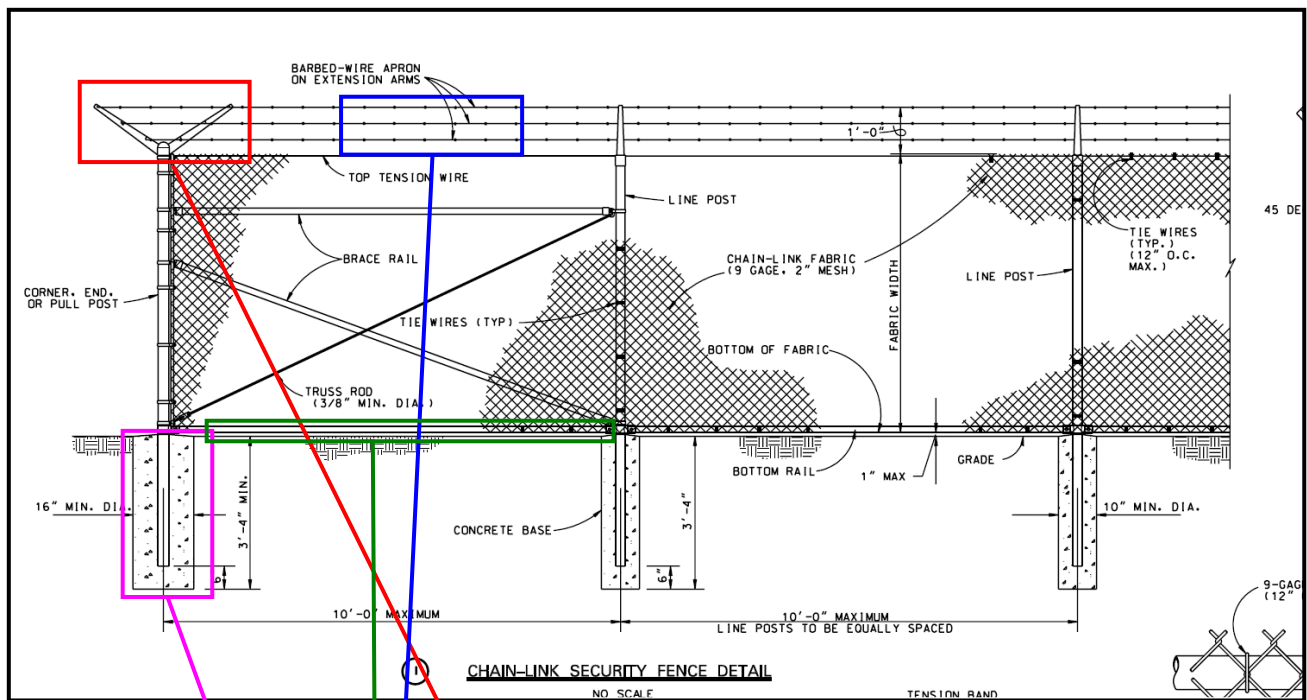 BARBED-WIRE APRON
ON EXTENSION ARMS
1'-0"
TOP TENSION WIRE
LINE POST
45 DE
TIE WIRES
(TYP.)
(12" O.C.
MAX.)
BRACE RAIL
CHAIN-LINK FABRIC
(9 GAGE, 2" MESH)
LINE POST
FABRIC WIDTH
CORNER, END,
OR PULL POST
TIE WIRES (TYP)
BOTTOM OF FABRIC
TRUSS ROD
(3/8" MIN. DIA.)
BOTTOM RAIL
1" MAX
GRADE
16" MIN. DIA.
3'-4" MIN.
CONCRETE BASE
3'-4"
10" MIN. DIA.
6"
6"
9-GAG
(12"
10'-0" MAXIMUM
10'-0" MAXIMUM
LINE POSTS TO BE EQUALLY SPACED
1
CHAIN-LINK SECURITY FENCE DETAIL
NO SCALE
TENSION BAND